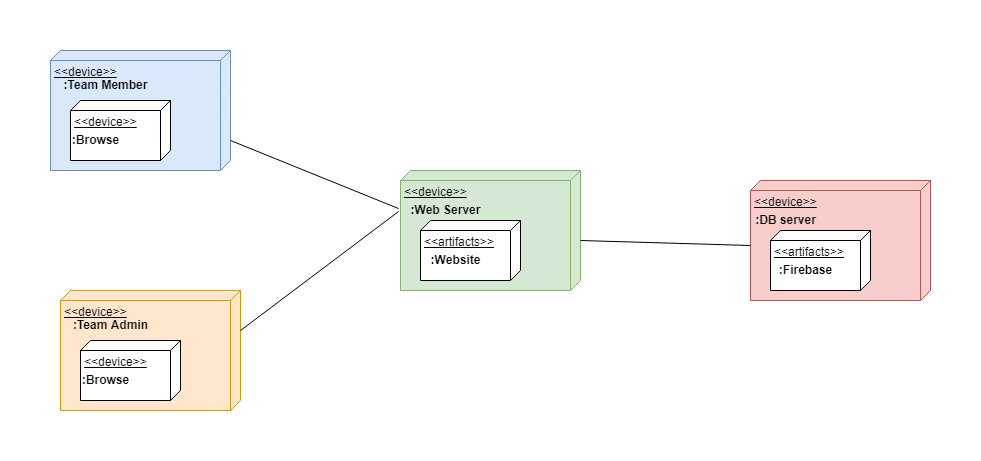 <<device>>
:Team Member
<<device>>
:Browse
<<device>>
:Web Server
<<artifacts>>
:Website
<<device>>
:DB server
<<artifacts>>
:Firebase
<<device>>
:Team Admin
<<device>>
:Browse